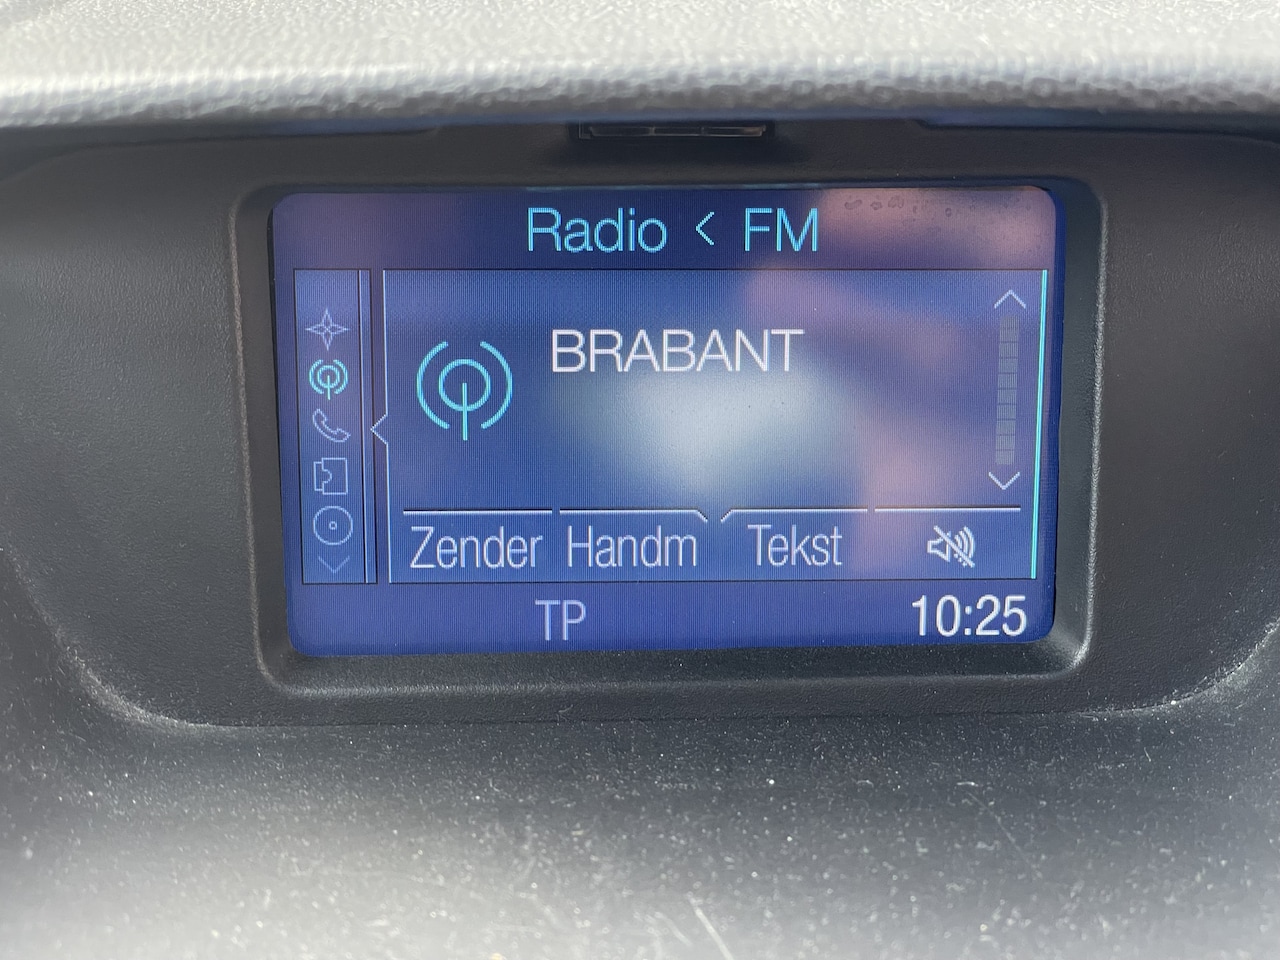 Radio < FM
BRABANT
Zender Handm Tekst
TP 10:25